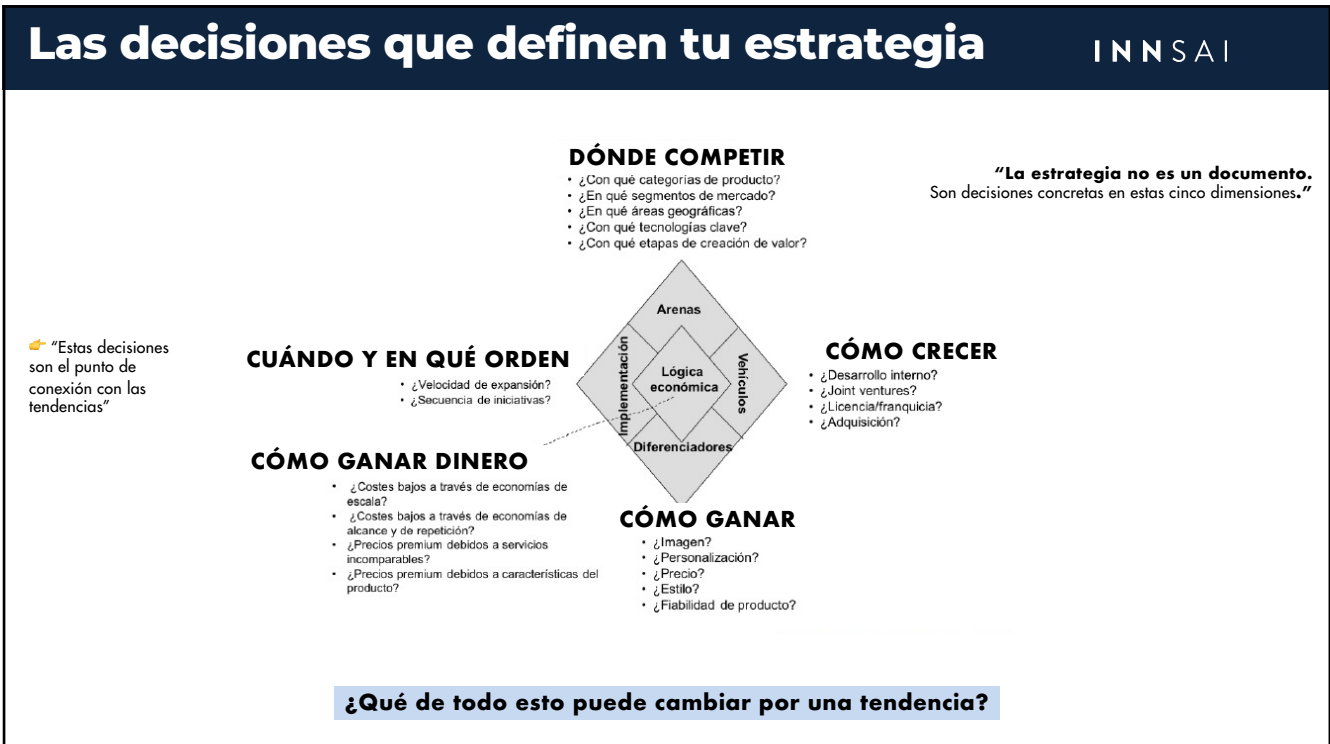 Las decisiones que definen tu estrategia
INNSAI
DÓNDE COMPETIR
• ¿Con qué categorías de producto?
• ¿En qué segmentos de mercado?
• ¿En qué áreas geográficas?
• ¿Con qué tecnologías clave?
• ¿Con qué etapas de creación de valor?
“La estrategia no es un documento.
Son decisiones concretas en estas cinco dimensiones.”
👉 “Estas decisiones
son el punto de
conexión con las
tendencias”
CUÁNDO Y EN QUÉ ORDEN
• ¿Velocidad de expansión?
• ¿Secuencia de iniciativas?
Arenas
Implementación
Lógica
económica
Vehículos
Diferenciadores
CÓMO CRECER
• ¿Desarrollo interno?
• ¿Joint ventures?
• ¿Licencia/franquicia?
• ¿Adquisición?
CÓMO GANAR DINERO
• ¿Costes bajos a través de economías de
escala?
• ¿Costes bajos a través de economías de
alcance y de repetición?
• ¿Precios premium debidos a servicios
incomparables?
• ¿Precios premium debidos a características del
producto?
CÓMO GANAR
• ¿Imagen?
• ¿Personalización?
• ¿Precio?
• ¿Estilo?
• ¿Fiabilidad de producto?
¿Qué de todo esto puede cambiar por una tendencia?